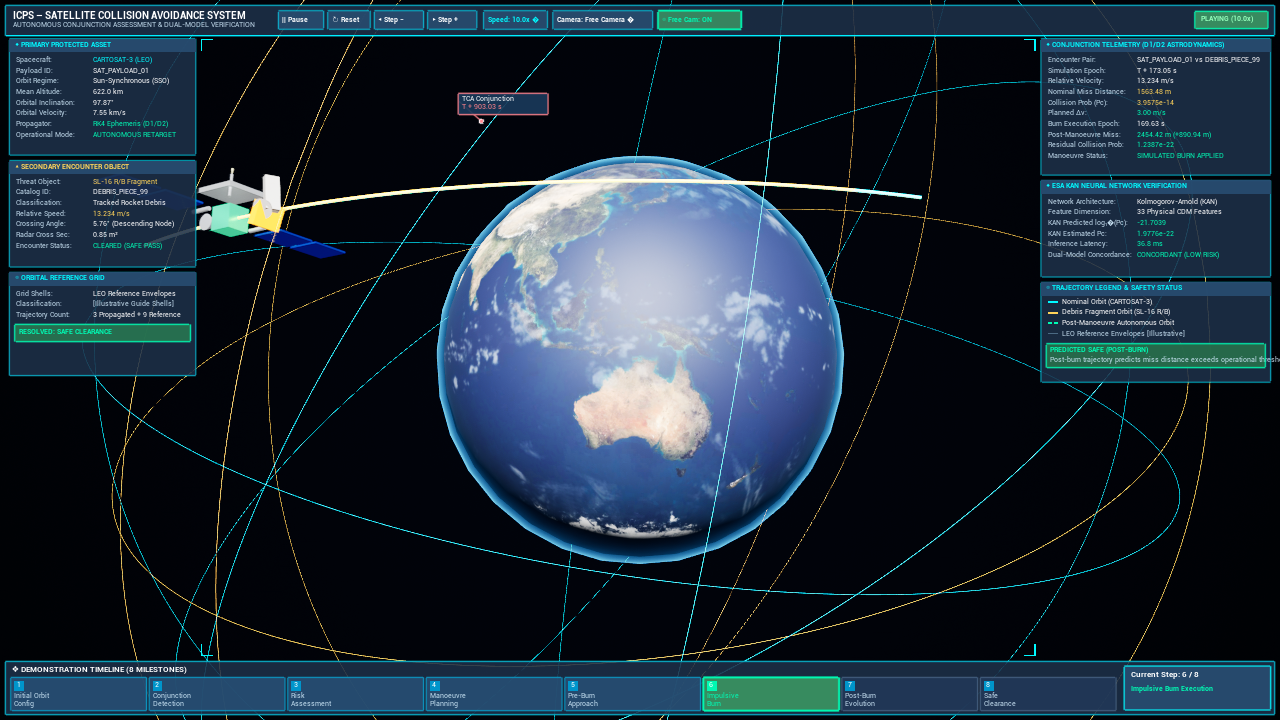 ICPS – SATELLITE COLLISION AVOIDANCE SYSTEM
AUTONOMOUS CONJUNCTION ASSESSMENT & DUAL-MODEL VERIFICATION
|| Pause
↻ Reset
◂ Step –
▸ Step +
Speed: 10.0x �
Camera: Free Camera �
Free Cam: ON
PLAYING (10.0x)
• PRIMARY PROTECTED ASSET
Spacecraft: CARTOSAT-3 (LEO)
Payload ID: SAT_PAYLOAD_01
Orbit Regime: Sun-Synchronous (SSO)
Mean Altitude: 622.0 km
Orbital Inclination: 97.87°
Orbital Velocity: 7.55 km/s
Propagator: RK4 Ephemeris (D1/D2)
Operational Mode: AUTONOMOUS RETARGET
• SECONDARY ENCOUNTER OBJECT
Threat Object: SL-16 R/B Fragment
Catalog ID: DEBRIS_PIECE_99
Classification: Tracked Rocket Debris
Relative Speed: 13.234 m/s
Crossing Angle: 5.76° (Descending Node)
Radar Cross Sec: 0.85 m²
Encounter Status: CLEARED (SAFE PASS)
ORBITAL REFERENCE GRID
Grid Shells: LEO Reference Envelopes
Classification: [Illustrative Guide Shells]
Trajectory Count: 3 Propagated + 9 Reference
RESOLVED: SAFE CLEARANCE
TCA Conjunction
T + 903.03 s
• CONJUNCTION TELEMETRY (D1/D2 ASTRODYNAMICS)
Encounter Pair: SAT_PAYLOAD_01 vs DEBRIS_PIECE_99
Simulation Epoch: T + 173.05 s
Relative Velocity: 13.234 m/s
Nominal Miss Distance: 1563.48 m
Collision Prob (Pc): 3.9575e-14
Planned Δv: 3.00 m/s
Burn Execution Epoch: 169.63 s
Post-Manoeuvre Miss: 2454.42 m (+890.94 m)
Residual Collision Prob: 1.2387e-22
Manoeuvre Status: SIMULATED BURN APPLIED
• ESA KAN NEURAL NETWORK VERIFICATION
Network Architecture: Kolmogorov-Arnold (KAN)
Feature Dimension: 33 Physical CDM Features
KAN Predicted log₁�(Pc): -21.7039
KAN Estimated Pc: 1.9776e-22
Inference Latency: 36.8 ms
Dual-Model Concordance: CONCORDANT (LOW RISK)
TRAJECTORY LEGEND & SAFETY STATUS
Nominal Orbit (CARTOSAT-3)
Debris Fragment Orbit (SL-16 R/B)
Post-Manoeuvre Autonomous Orbit
LEO Reference Envelopes [Illustrative]
PREDICTED SAFE (POST-BURN)
Post-burn trajectory predicts miss distance exceeds operational
❖ DEMONSTRATION TIMELINE (8 MILESTONES)
1
Initial Orbit
Config
2
Conjunction
Detection
3
Risk
Assessment
4
Manoeuvre
Planning
5
Pre-Burn
Approach
6
Impulsive
Burn
7
Post-Burn
Evolution
8
Safe
Clearance
Current Step: 6 / 8
Impulsive Burn Execution